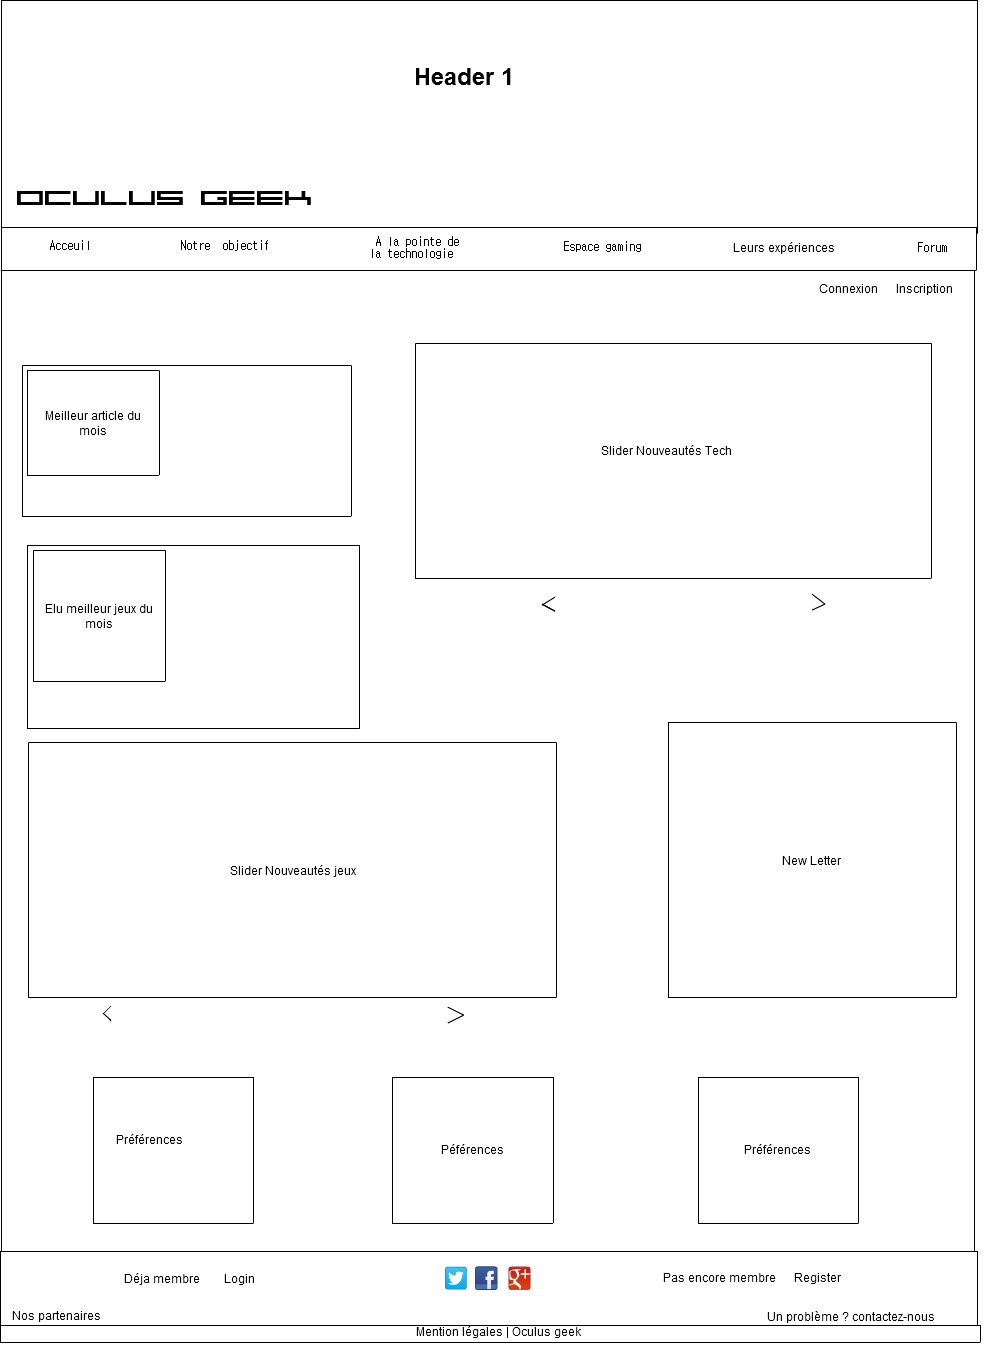 Header 1
OCULUS GEEK
Acceuil
Notre objectif
A la pointe de
la technologie
Espace gaming
Leurs expériences
Forum
Connexion
Inscription
Meilleur article du
mois
Slider Nouveautés Tech
<
>
Elu meilleur jeux du
mois
Slider Nouveautés jeux
New Letter
<
>
Préférences
Péférences
Préférences
Déja membre
Login
Pas encore membre
Register
Nos partenaires
Un problème ? contactez-nous
Mention légales | Oculus geek